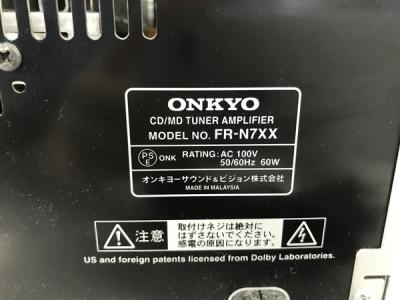 ONKYO
CD/MD TUNER AMPLIFIER
MODEL NO. FR-N7XX
PS
E ONK RATING: AC 100V
50/60Hz 60W
オンキヨーサウンド&ビジョン株式会社
MADE IN MALAYSIA
注意 取付けネジは絶対に
はずさないでください。
感電の原因になります。
US and foreign patents licensed from Dolby Laboratories.